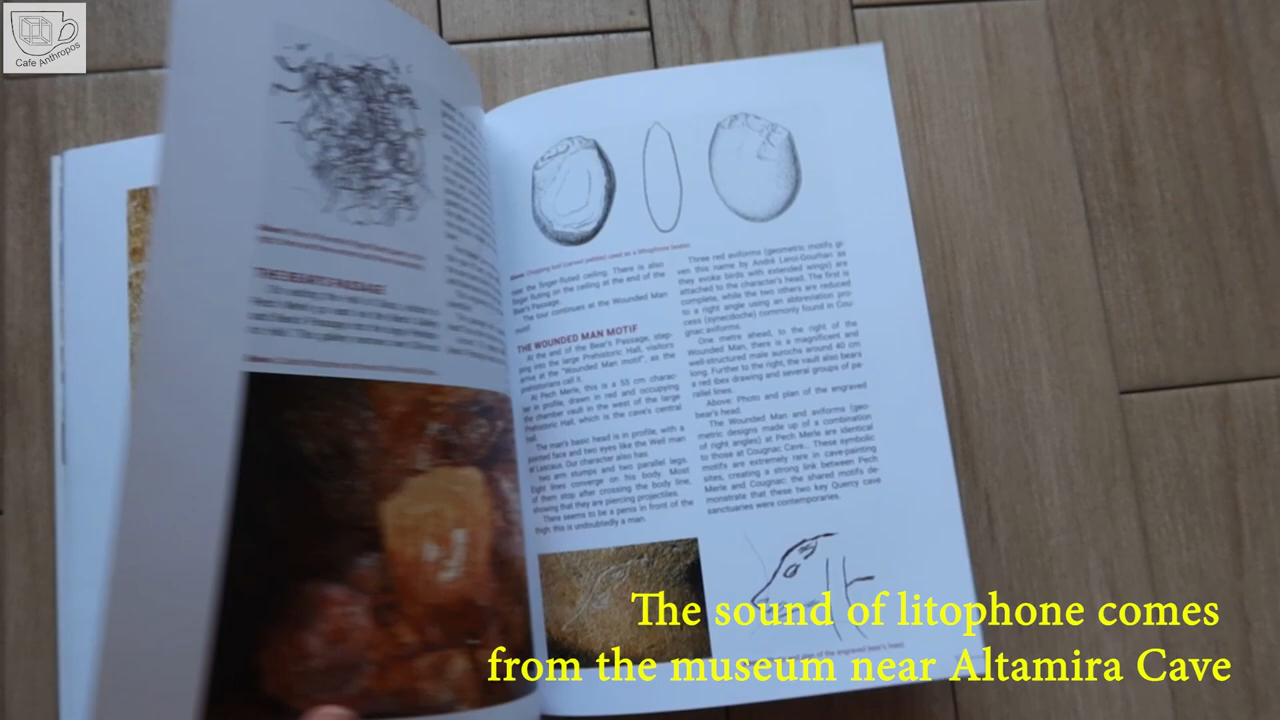 Cafe Anthropos
THE BEAR'S PASSAGE
Above: Chopping tool (carved pebble) used as a lithophone beater.
near the finger-fluted ceiling. There is also
finger fluting on the ceiling at the end of the
Bear's Passage.
The tour continues at the Wounded Man
motif.
THE WOUNDED MAN MOTIF
At the end of the Bear's Passage, step-
ping into the large Prehistoric Hall, visitors
arrive at the "Wounded Man motif", as the
prehistorians call it.
At Pech Merle, this is a 55 cm charac-
ter in profile, drawn in red and occupying
the chamber vault in the west of the large
Prehistoric Hall, which is the cave's central
hall.
The man's basic head is in profile, with a
pointed face and two eyes like the Well man
at Lascaux. Our character also has
two arm stumps and two parallel legs.
Eight lines converge on his body. Most
of them stop after crossing the body line,
showing that they are piercing projectiles.
There seems to be a penis in front of the
thigh: this is undoubtedly a man.
Three red aviforms (geometric motifs gi-
ven this name by André Leroi-Gourhan as
they evoke birds with extended wings) are
attached to the character's head. The first is
complete, while the two others are reduced
to a right angle using an abbreviation pro-
cess (synecdoche) commonly found in Cou-
gnac aviforms.
One metre ahead, to the right of the
Wounded Man, there is a magnificent and
well-structured male aurochs around 40 cm
long. Further to the right, the vault also bears
a red ibex drawing and several groups of pa-
rallel lines.
Above: Photo and plan of the engraved
bear's head.
The Wounded Man and aviforms (geo-
metric designs made up of a combination
of right angles) at Pech Merle are identical
to those at Cougnac Cave... These symbolic
motifs are extremely rare in cave-painting
sites, creating a strong link between Pech
Merle and Cougnac: the shared motifs de-
monstrate that these two key Quercy cave
sanctuaries were contemporaries.
and plan of the engraved bear's head.
The sound of litophone comes
from the museum near Altamira Cave